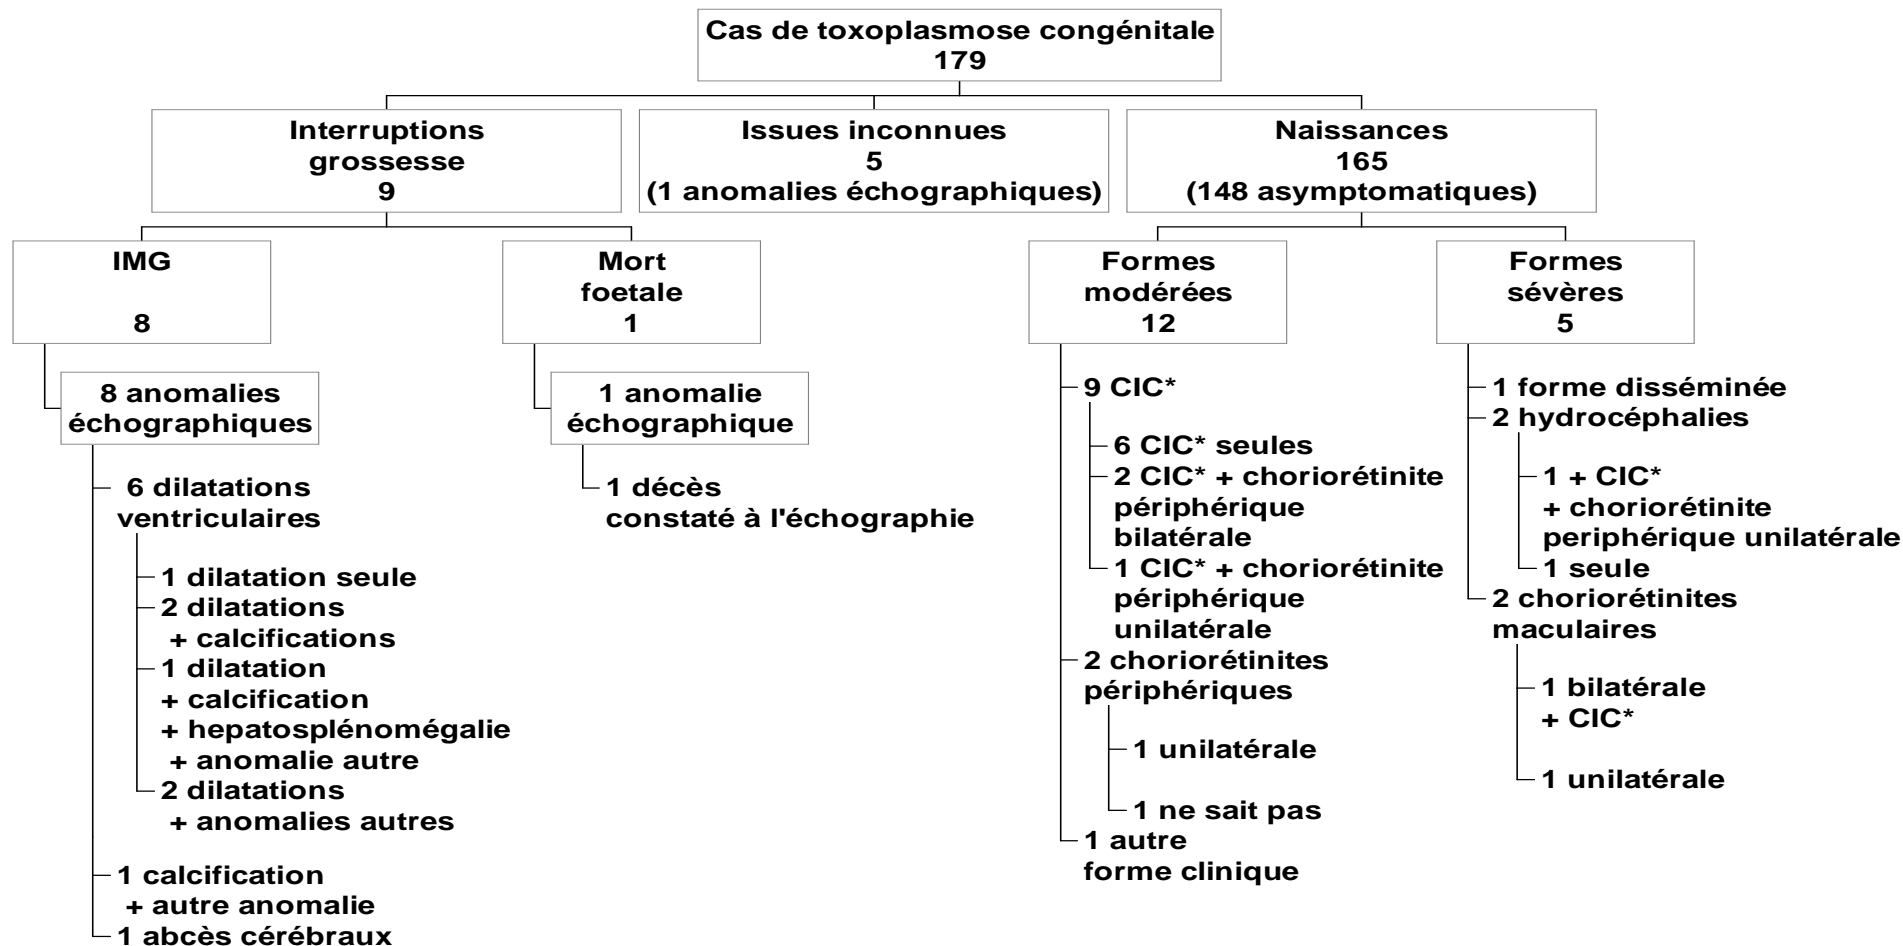 Cas de toxoplasmose congénitale
179
Interruptions
grossesse
9
Issues inconnues
5
(1 anomalies échographiques)
Naissances
165
(148 asymptomatiques)
IMG
8
Mort
foetale
1
Formes
modérées
12
Formes
sévères
5
8 anomalies
échographiques
6 dilatations
ventriculaires
1 dilatation seule
2 dilatations
+ calcifications
1 dilatation
+ calcification
+ hepatosplénomégalie
+ anomalie autre
2 dilatations
+ anomalies autres
1 calcification
+ autre anomalie
1 abcès cérébraux
1 anomalie
échographique
1 décès
constaté à l'échographie
9 CIC*
6 CIC* seules
2 CIC* + choriorétinite
périphérique
bilatérale
1 CIC* + choriorétinite
périphérique
unilatérale
2 choriorétinites
périphériques
1 unilatérale
1 ne sait pas
1 autre
forme clinique
1 forme disséminée
2 hydrocéphalies
1 + CIC*
+ choriorétinite
periphérique unilatérale
1 seule
2 choriorétinites
maculaires
1 bilatérale
+ CIC*
1 unilatérale